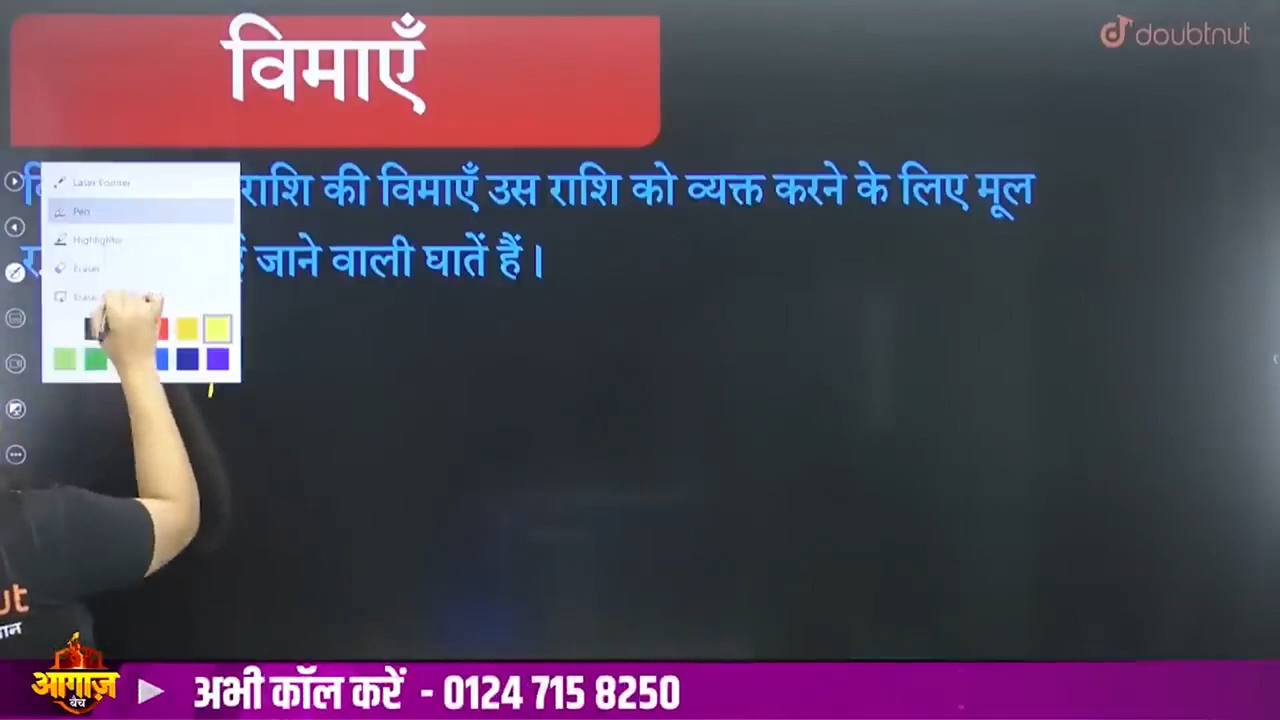 विमाएँ
doubtnut
राशि की विमाएँ उस राशि को व्यक्त करने के लिए मूल
जाने वाली घातें हैं।
Laser Pointer
Pen
Highlighter
Eraser
आगाज़
बैच
अभी कॉल करें - 0124 715 8250